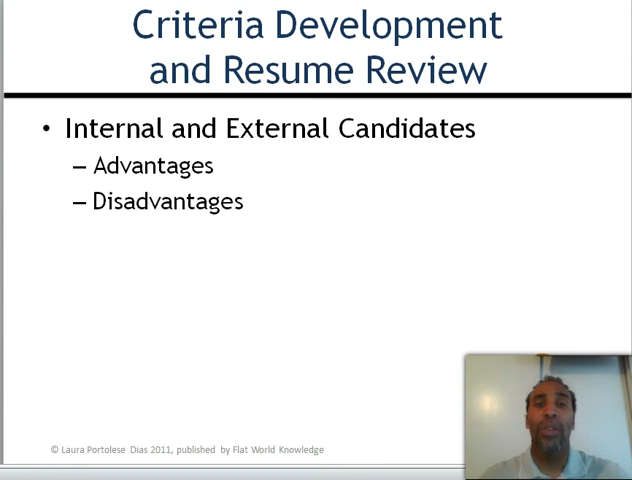 Criteria Development
and Resume Review
• Internal and External Candidates
– Advantages
– Disadvantages
© Laura Portolese Dias 2011, published by Flat World Knowledge